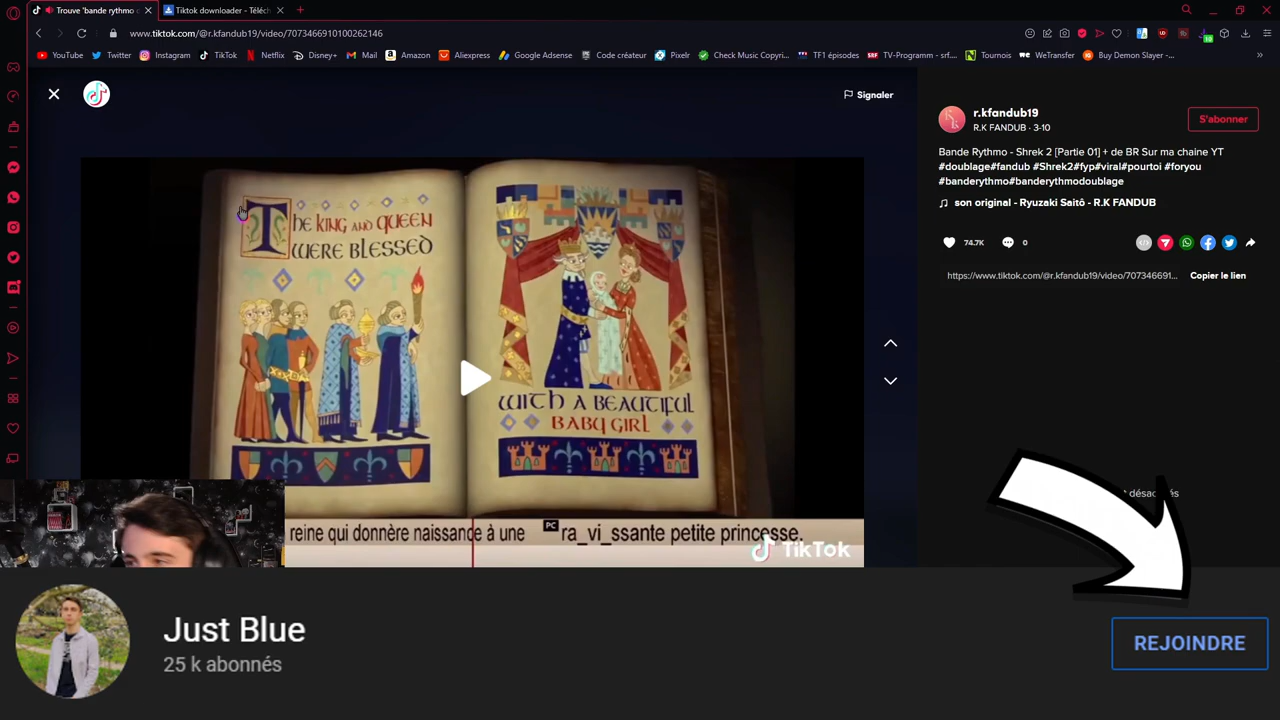 Trouve 'bande rythmo d
Tiktok downloader - Téléch
www.tiktok.com/@r.kfandub19/video/7073466910100262146
YouTube Twitter Instagram TikTok Netflix Disney+ Mail Amazon Aliexpress Google Adsense Code créateur Pixelr Check Music Copyri... TF1 épisodes TV-Programm - srf.... Tournois WeTransfer Buy Demon Slayer -...
Signaler
r.kfandub19
R.K FANDUB · 3-10
S'abonner
Bande Rythmo - Shrek 2 [Partie 01] + de BR Sur ma chaine YT
#doublage#fandub #Shrek2#fyp#viral#pourtoi #foryou
#banderythmo#banderythmodoublage
son original - Ryuzaki Saitô - R.K FANDUB
74.7K 0
https://www.tiktok.com/@r.kfandub19/video/707346691... Copier le lien
THE KING AND QUEEN
WERE BLESSED
WITH A BEAUTIFUL
BABY GIRL
désactivés
reine qui donnère naissance à une PC ra_vi_ssante petite princesse.
TikTok
Just Blue
25 k abonnés
REJOINDRE